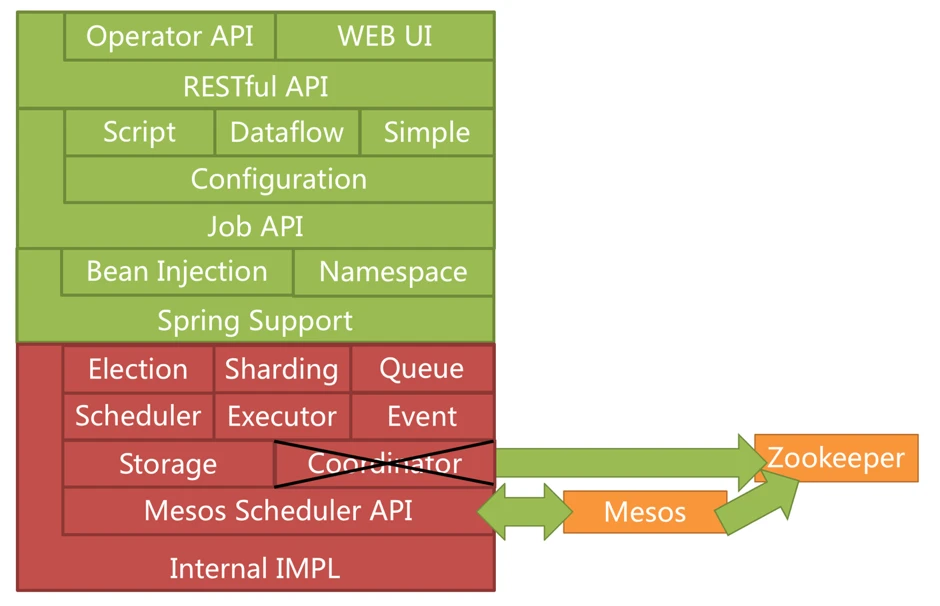 Operator API WEB UI
RESTful API
Script Dataflow Simple
Configuration
Job API
Bean Injection Namespace
Spring Support
Election Sharding Queue
Scheduler Executor Event
Storage Coordinator Zookeeper
Mesos Scheduler API Mesos
Internal IMPL